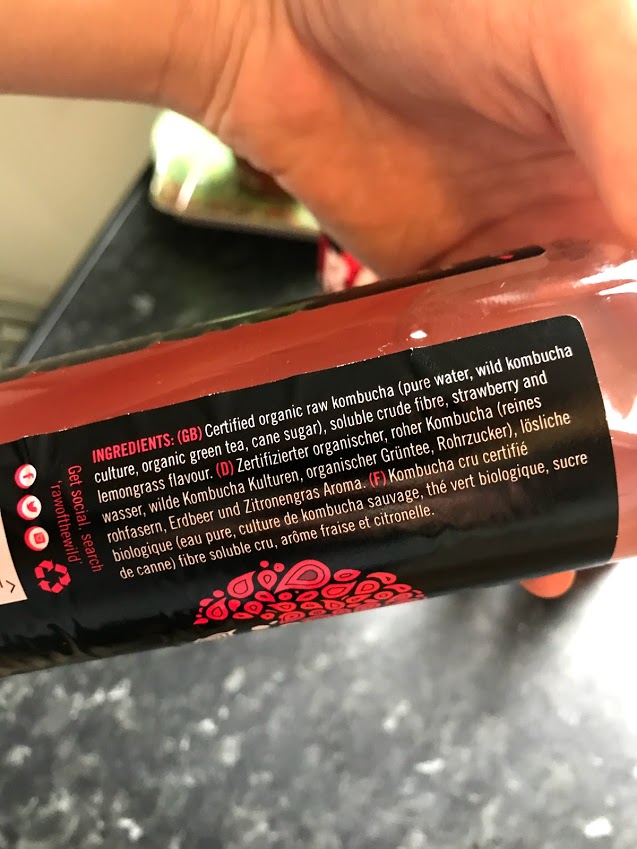 INGREDIENTS: (GB) Certified organic raw kombucha (pure water, wild kombucha
culture, organic green tea, cane sugar), soluble crude fibre, strawberry and
lemongrass flavour. (D) Zertifizierter organischer, roher Kombucha (reines
wasser, wilde Kombucha Kulturen, organischer Grüntee, Rohrzucker), lösliche
rohfasern, Erdbeer und Zitronengras Aroma. (F) Kombucha cru certifié
biologique (eau pure, culture de kombucha sauvage, thé vert biologique, sucre
de canne) fibre soluble cru, arôme fraise et citronelle.
Get social, search
'rawofthewild'